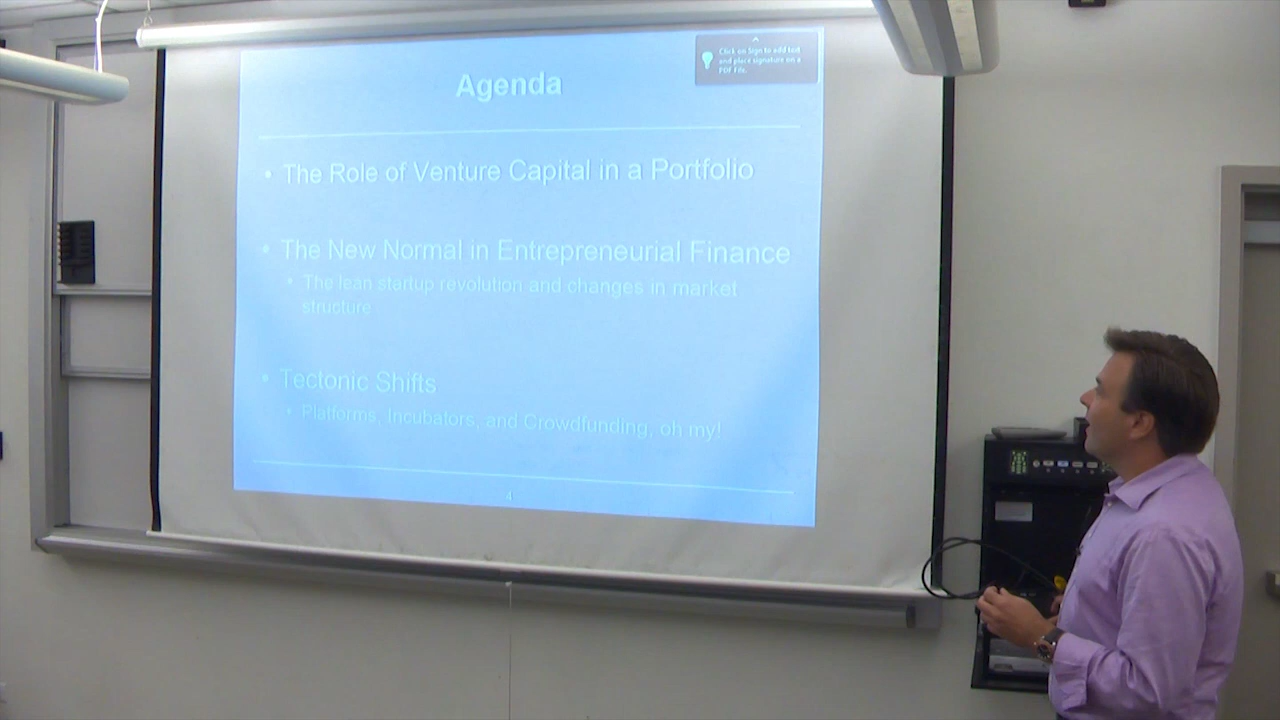 Click on Sign to add text
and place signature on a
PDF File.
Agenda
• The Role of Venture Capital in a Portfolio
• The New Normal in Entrepreneurial Finance
• The lean startup revolution and changes in market
structure
• Tectonic Shifts
• Platforms, Incubators, and Crowdfunding, oh my!
4